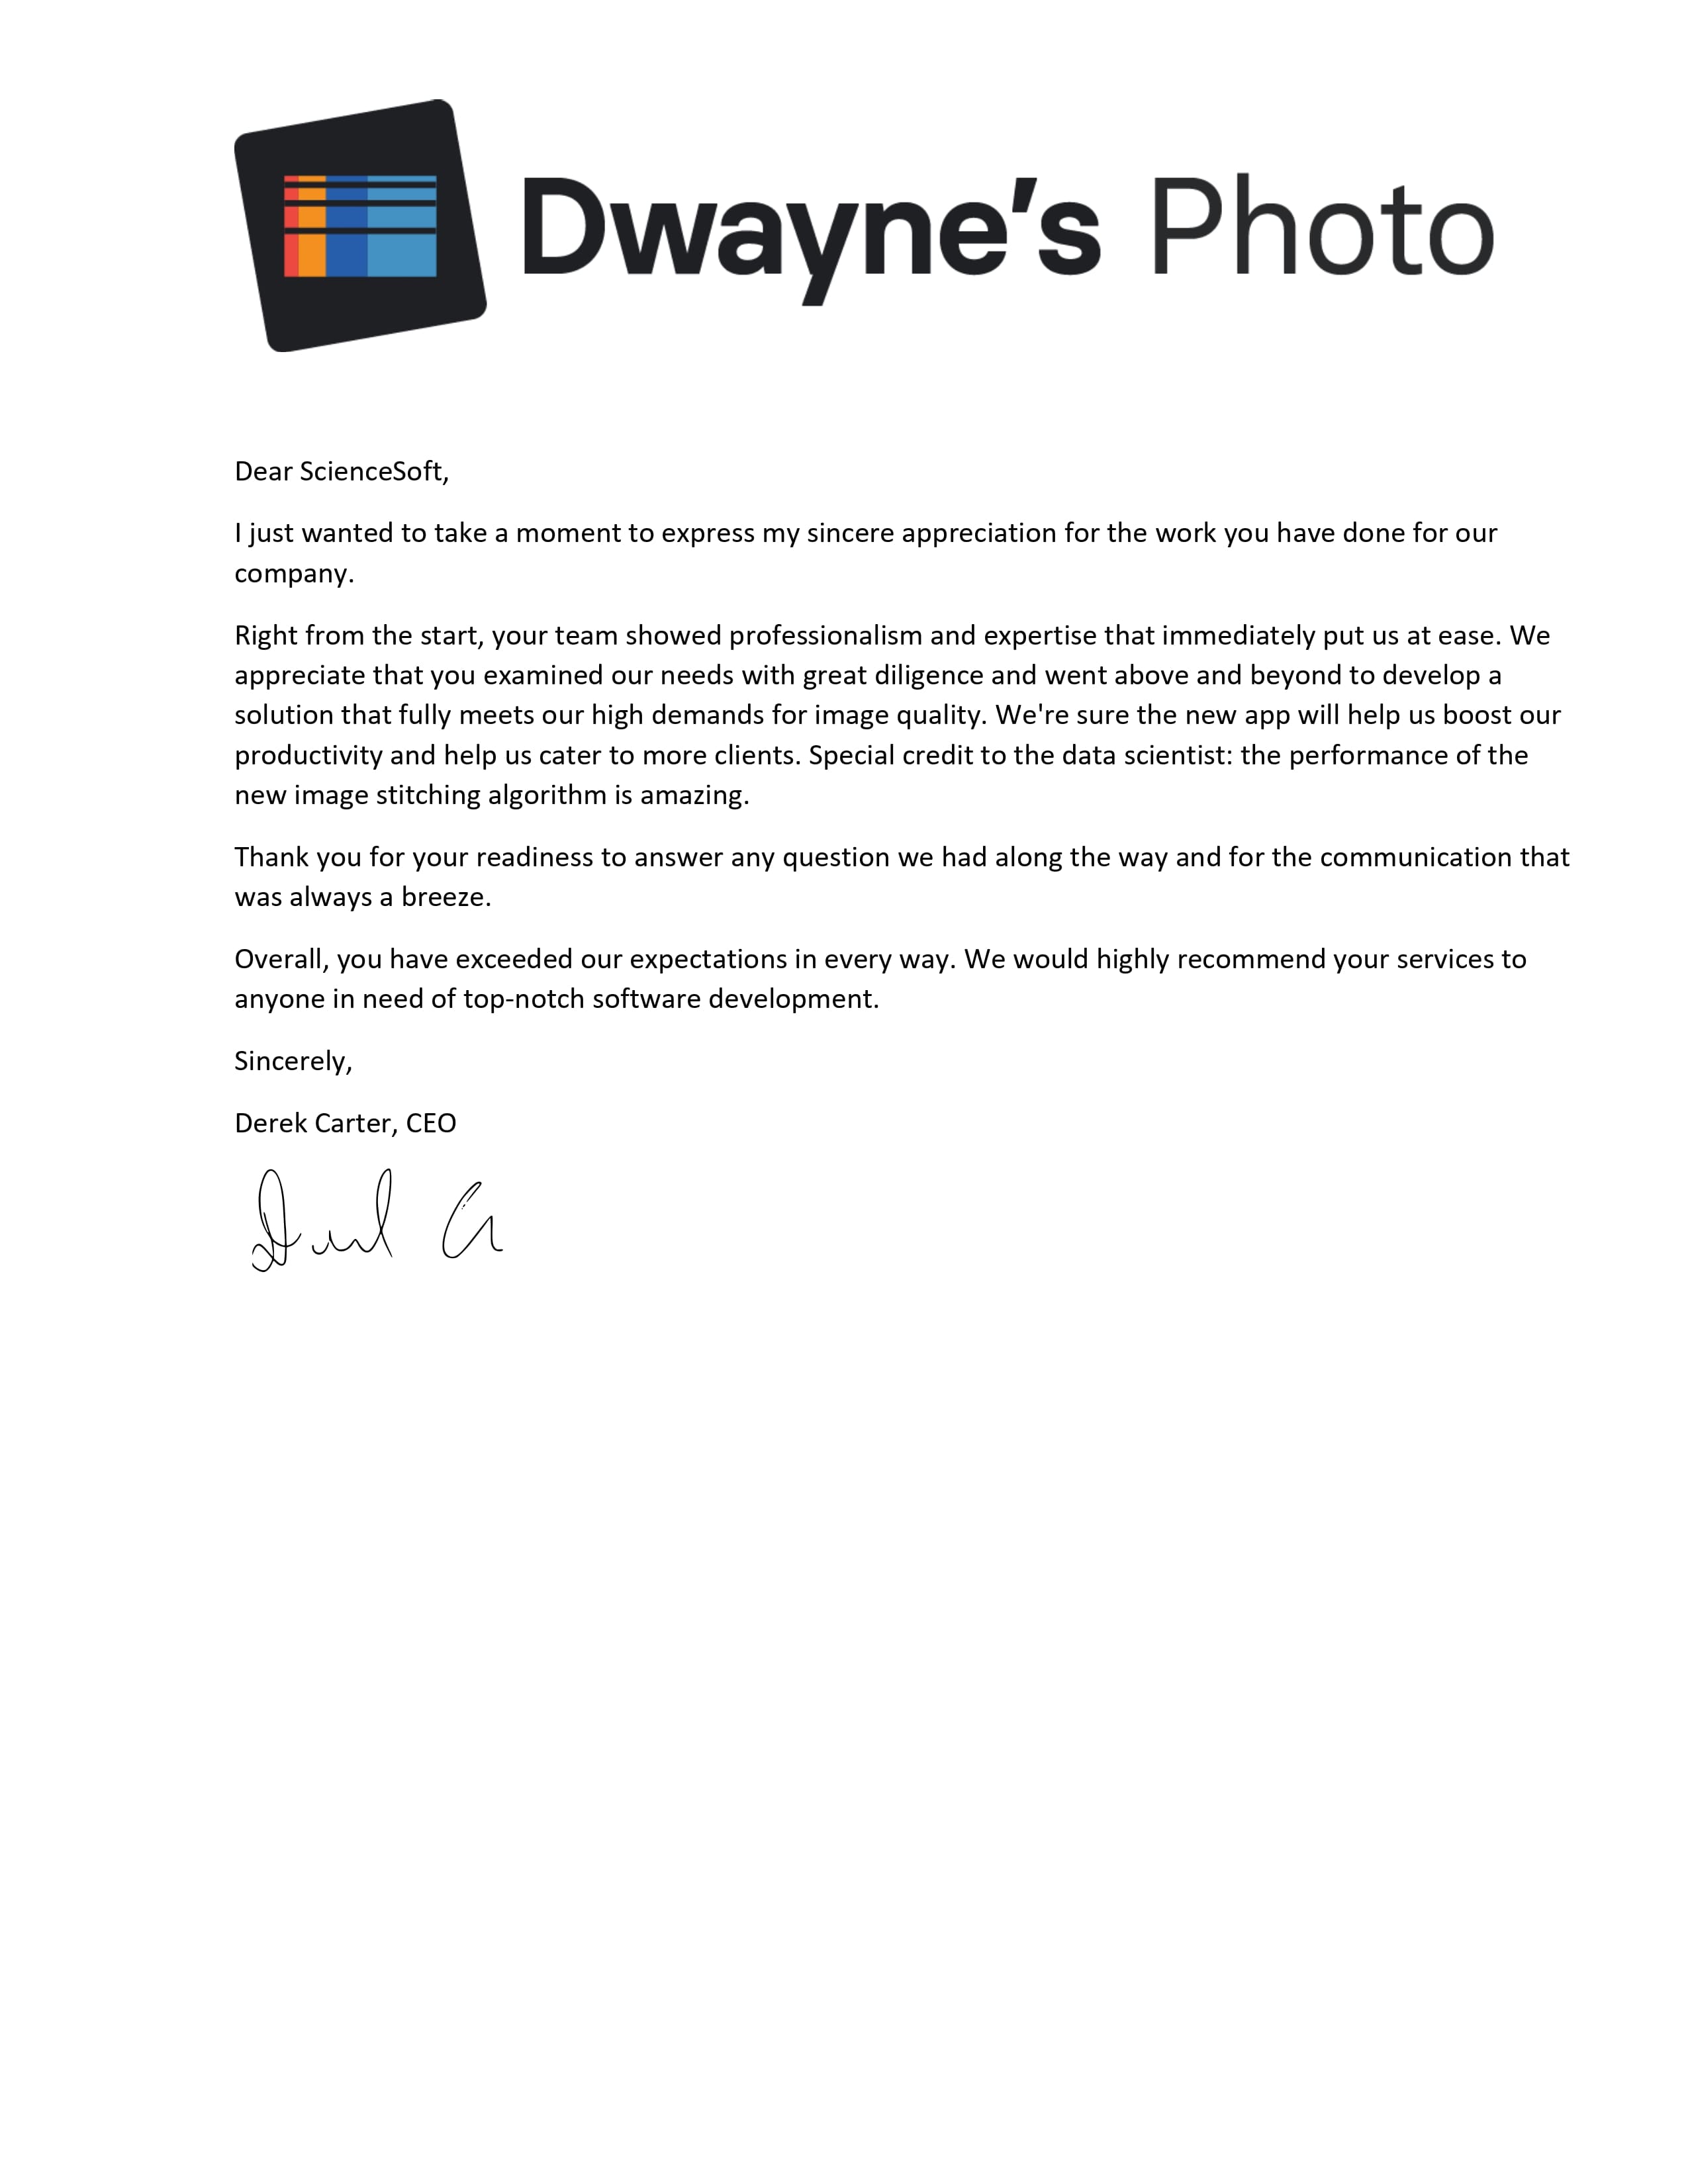 Dwayne's Photo
Dear ScienceSoft,
I just wanted to take a moment to express my sincere appreciation for the work you have done for our
company.
Right from the start, your team showed professionalism and expertise that immediately put us at ease. We
appreciate that you examined our needs with great diligence and went above and beyond to develop a
solution that fully meets our high demands for image quality. We're sure the new app will help us boost our
productivity and help us cater to more clients. Special credit to the data scientist: the performance of the
new image stitching algorithm is amazing.
Thank you for your readiness to answer any question we had along the way and for the communication that
was always a breeze.
Overall, you have exceeded our expectations in every way. We would highly recommend your services to
anyone in need of top-notch software development.
Sincerely,
Derek Carter, CEO